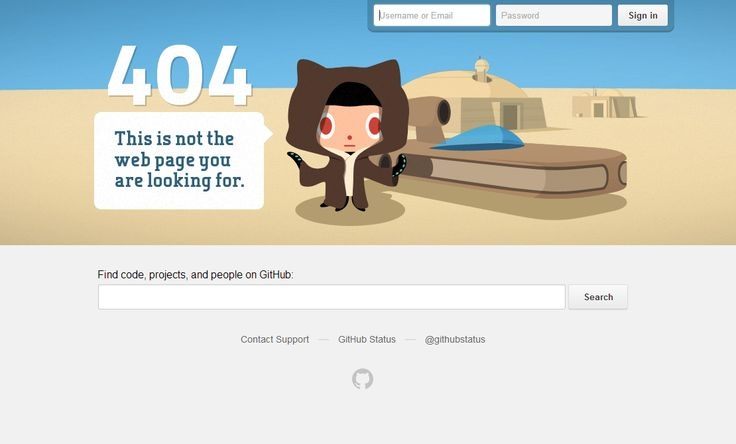 Username or Email Password Sign in
404
This is not the
web page you
are looking for.
Find code, projects, and people on GitHub:
Search
Contact Support — GitHub Status — @githubstatus